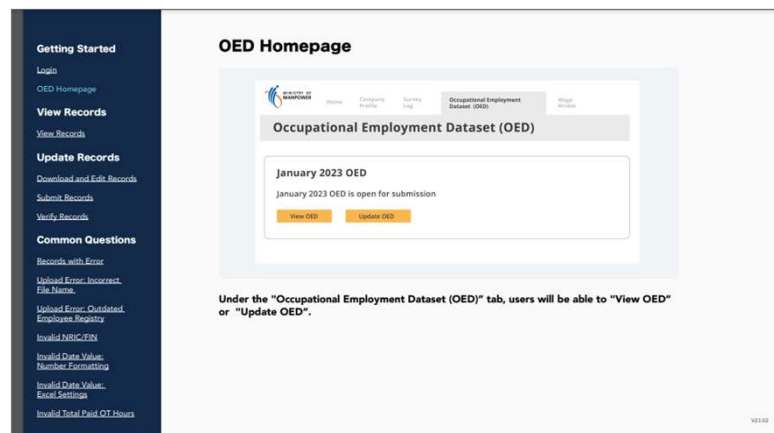 Getting Started
Login
OED Homepage
View Records
View Records
Update Records
Download and Edit Records
Submit Records
Verify Records
Common Questions
Records with Error
Upload Error: Incorrect
File Name
Upload Error: Outdated
Employee Registry
Invalid NRIC/FIN
Invalid Date Value:
Number Formatting
Invalid Date Value:
Excel Settings
Invalid Total Paid OT Hours
OED Homepage
MINISTRY OF
MANPOWER
Home
Company
Profile
Survey
Log
Occupational Employment
Dataset (OED)
Wage
Access
Occupational Employment Dataset (OED)
January 2023 OED
January 2023 OED is open for submission
View OED
Update OED
Under the "Occupational Employment Dataset (OED)" tab, users will be able to "View OED"
or "Update OED".
V23.02